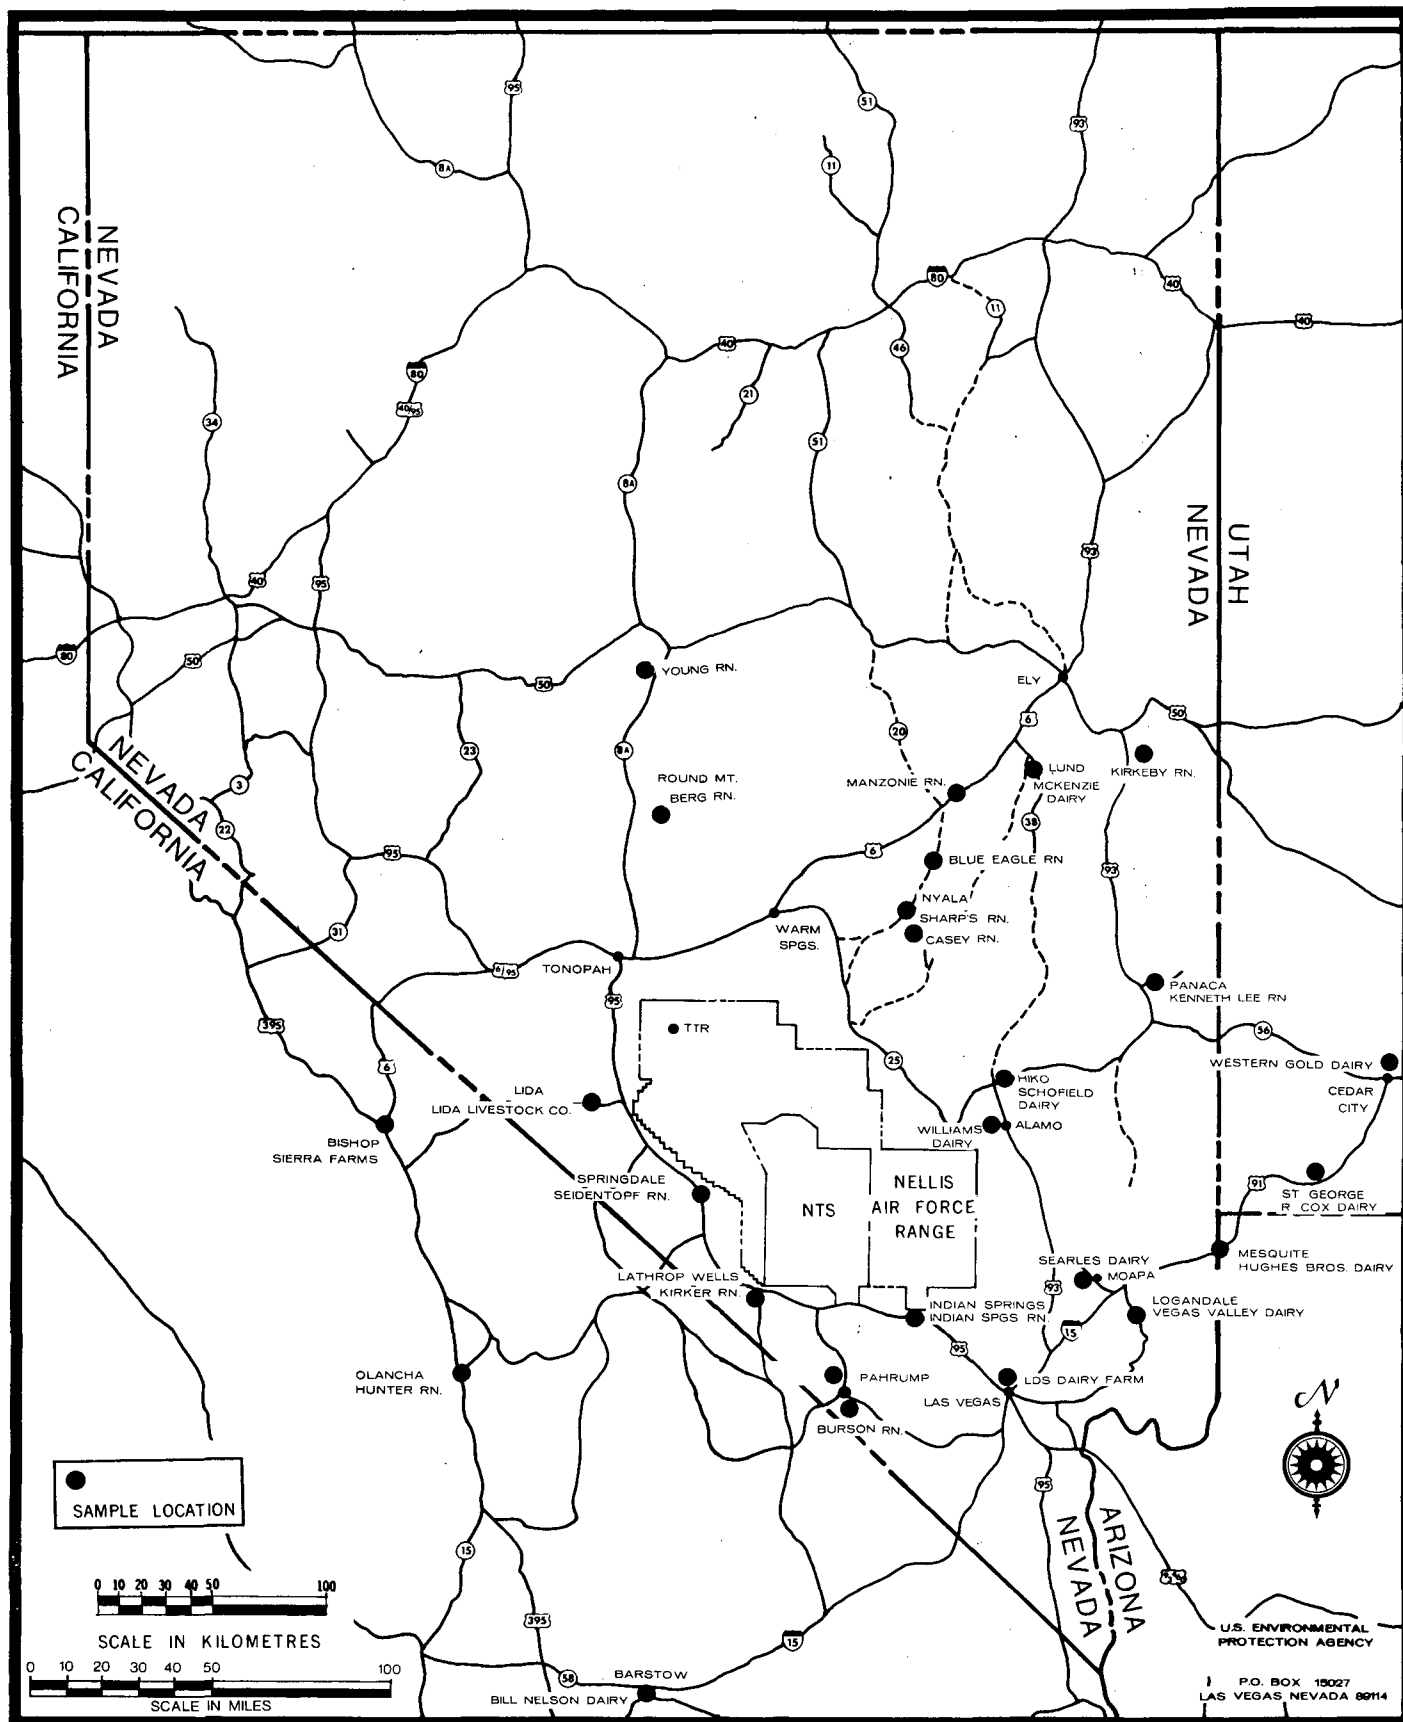 95
51
93
8A
11
NEVADA
CALIFORNIA
80
40
11
40
40
46
80
21
40/95
34
51
8A
93
UTAH
NEVADA
40
95
80
50
YOUNG RN.
50
ELY
6
50
20
23
8A
KIRKEBY RN.
NEVADA
CALIFORNIA
3
ROUND MT.
BERG RN.
MANZONIE RN.
LUND
MCKENZIE
DAIRY
22
38
95
6
BLUE EAGLE RN
93
NYALA
SHARP'S RN.
CASEY RN.
31
WARM
SPGS.
6/95
TONOPAH
95
PANACA
KENNETH LEE RN
395
TTR
56
25
6
WESTERN GOLD DAIRY
CEDAR
CITY
HIKO
SCHOFIELD
DAIRY
LIDA
LIDA LIVESTOCK CO.
WILLIAMS
DAIRY
ALAMO
BISHOP
SIERRA FARMS
SPRINGDALE
SEIDENTOPF RN.
NTS
NELLIS
AIR FORCE
RANGE
91
ST GEORGE
R COX DAIRY
MESQUITE
HUGHES BROS. DAIRY
SEARLES DAIRY
MOAPA
93
LATHROP WELLS
KIRKER RN.
INDIAN SPRINGS
INDIAN SPGS RN.
LOGANDALE
VEGAS VALLEY DAIRY
15
95
OLANCHA
HUNTER RN.
PAHRUMP
LDS DAIRY FARM
LAS VEGAS
BURSON RN.
N
95
SAMPLE LOCATION
ARIZONA
NEVADA
15
0 10 20 30 40 50 100
SCALE IN KILOMETRES
395
15
U.S. ENVIRONMENTAL
PROTECTION AGENCY
0 10 20 30 40 50 100
SCALE IN MILES
58
BARSTOW
BILL NELSON DAIRY
P.O. BOX 15027
LAS VEGAS NEVADA 89114